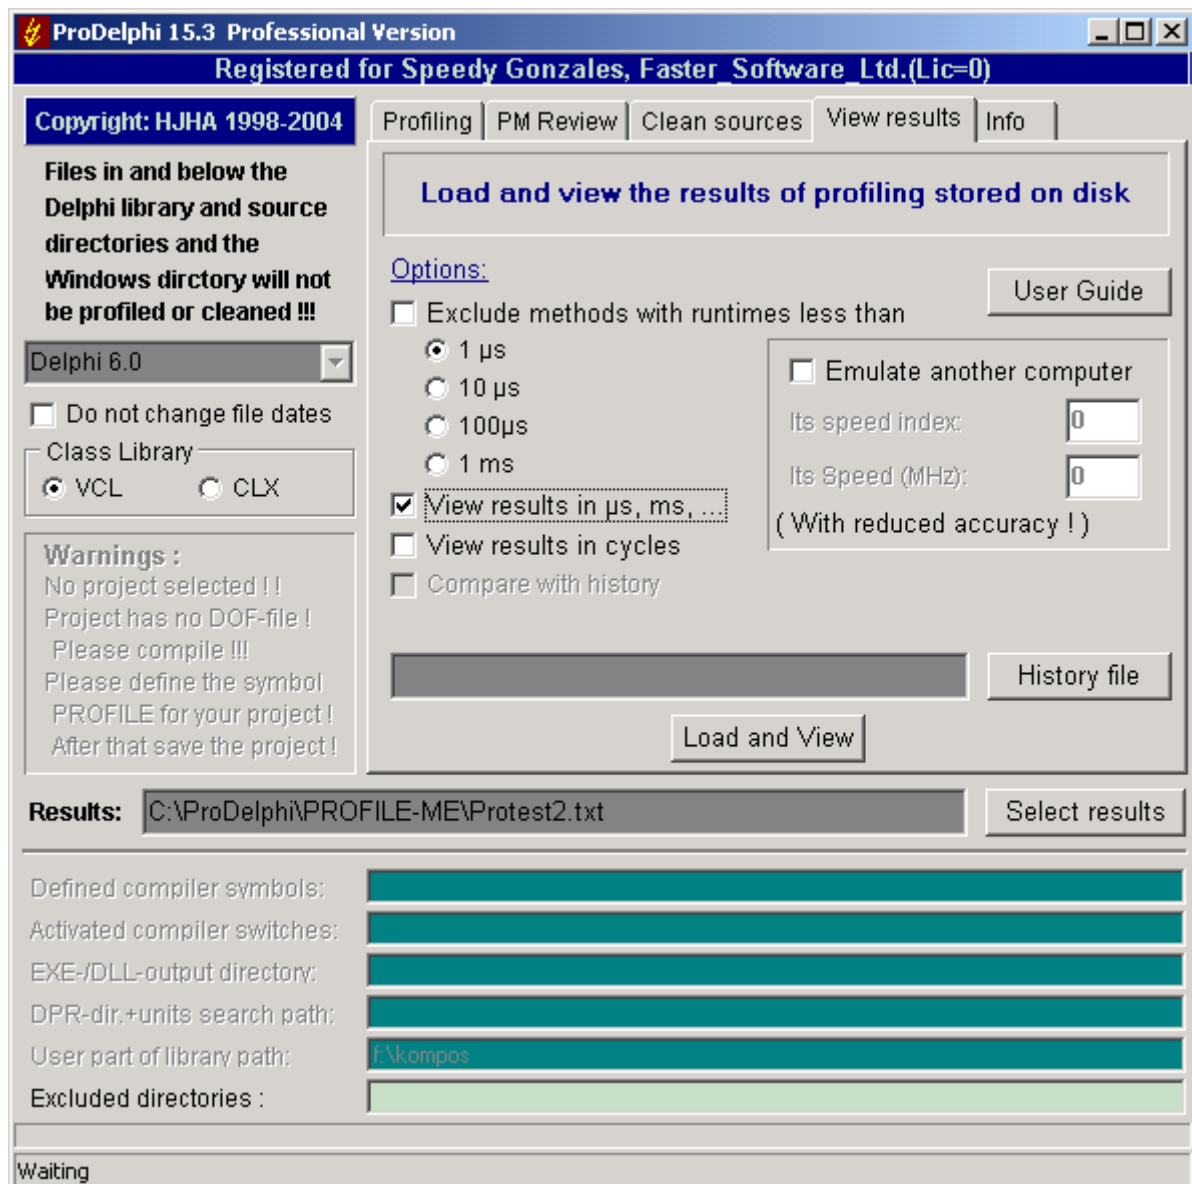 ProDelphi 15.3 Professional Version
Registered for Speedy Gonzales, Faster_Software_Ltd.(Lic=0)
Copyright: HJHA 1998-2004
Files in and below the
Delphi library and source
directories and the
Windows dirctory will not
be profiled or cleaned !!!
Delphi 6.0
Do not change file dates
Class Library
VCL CLX
Warnings :
No project selected ! !
Project has no DOF-file !
Please compile !!!
Please define the symbol
PROFILE for your project !
After that save the project !
Profiling PM Review Clean sources View results Info
Load and view the results of profiling stored on disk
Options:
User Guide
Exclude methods with runtimes less than
1 µs
10 µs
100µs
1 ms
View results in µs, ms, ...
View results in cycles
Compare with history
Emulate another computer
Its speed index: 0
Its Speed (MHz): 0
( With reduced accuracy ! )
History file
Load and View
Results: C:\ProDelphi\PROFILE-ME\Protest2.txt Select results
Defined compiler symbols:
Activated compiler switches:
EXE-/DLL-output directory:
DPR-dir.+units search path:
User part of library path: f:\kompos
Excluded directories :
Waiting